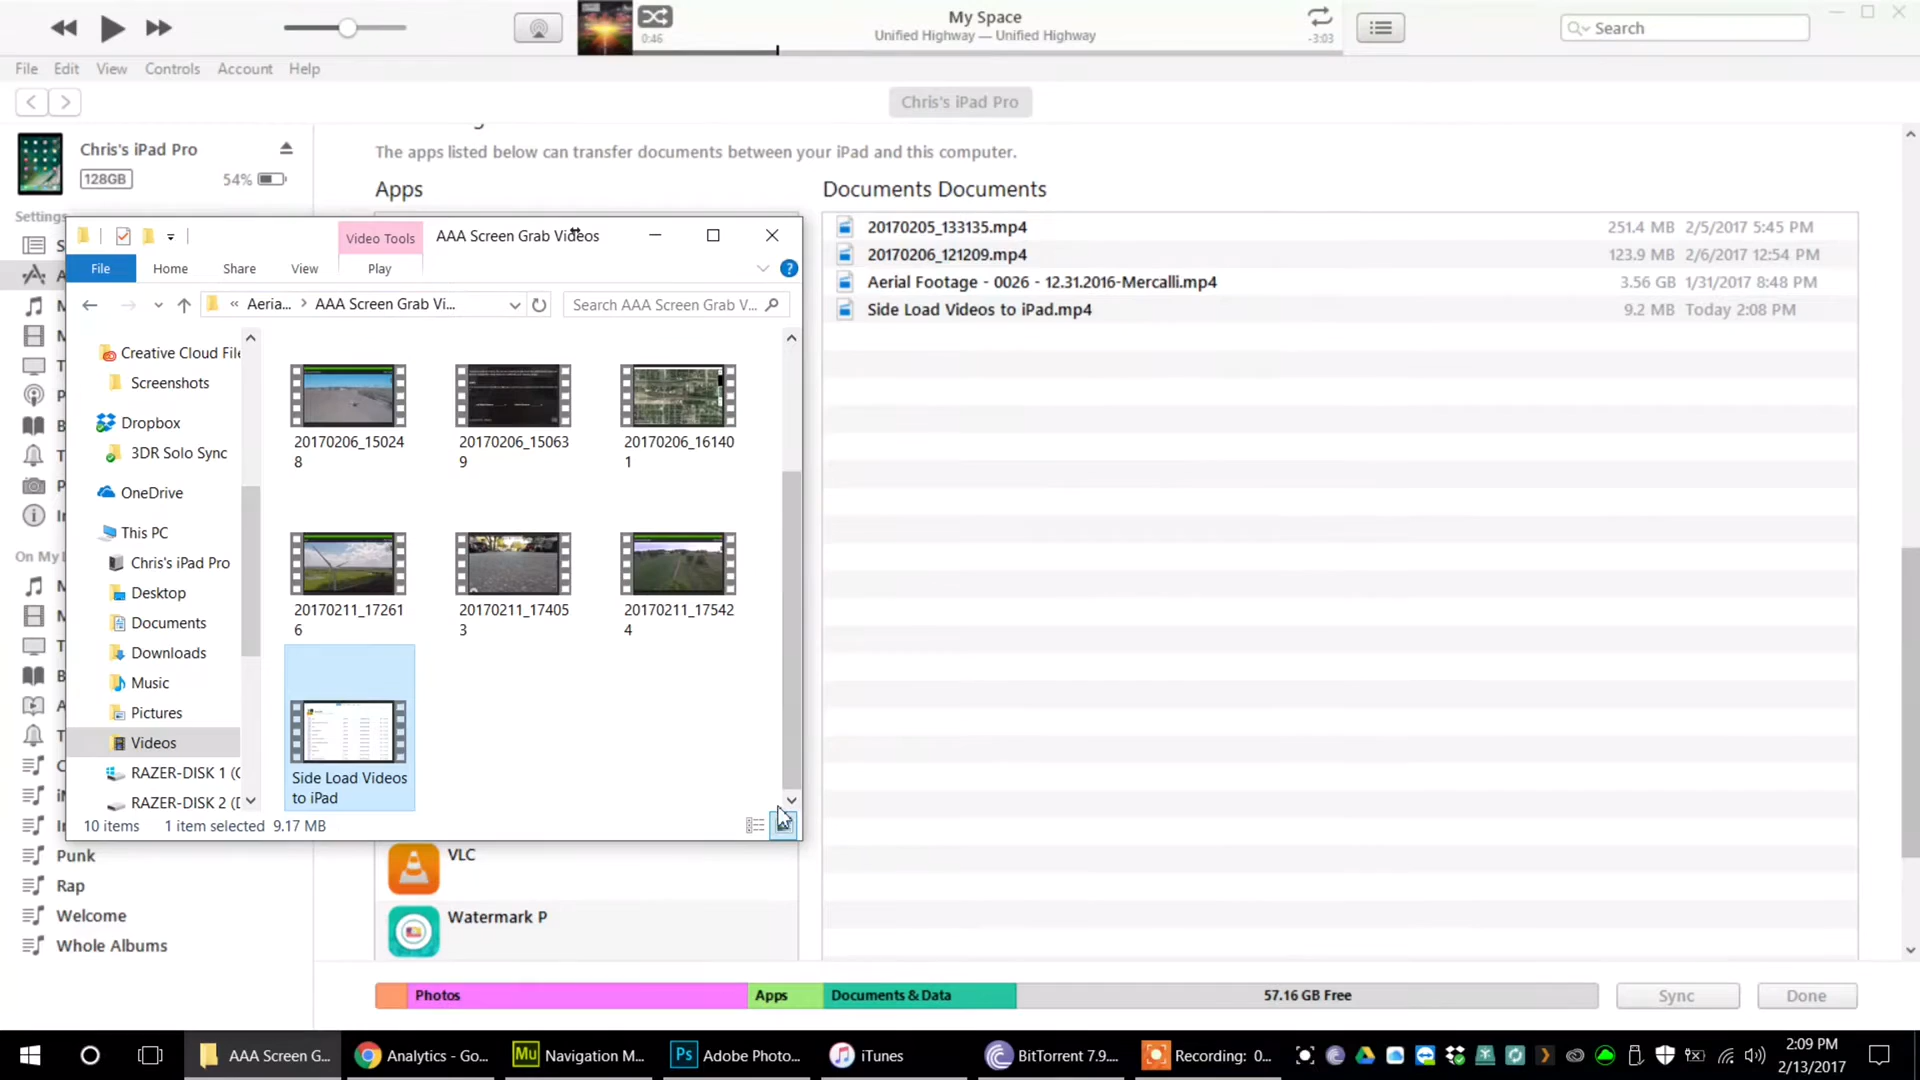 My Space
0:46
Unified Highway — Unified Highway
-3:03
Search
File Edit View Controls Account Help
Chris's iPad Pro
Chris's iPad Pro
128GB
54%
The apps listed below can transfer documents between your iPad and this computer.
Apps
Documents Documents
Settings
20170205_133135.mp4 251.4 MB 2/5/2017 5:45 PM
20170206_121209.mp4 123.9 MB 2/6/2017 12:54 PM
Aerial Footage - 0026 - 12.31.2016-Mercalli.mp4 3.56 GB 1/31/2017 8:48 PM
Side Load Videos to iPad.mp4 9.2 MB Today 2:08 PM
Video Tools
AAA Screen Grab Videos
File Home Share View Play
« Aeria... > AAA Screen Grab Vi...
Search AAA Screen Grab V...
Creative Cloud File
Screenshots
Dropbox
3DR Solo Sync
OneDrive
This PC
Chris's iPad Pro
Desktop
Documents
Downloads
Music
Pictures
Videos
RAZER-DISK 1 (C
RAZER-DISK 2 (D
20170206_15024
8
20170206_15063
9
20170206_16140
1
20170211_17261
6
20170211_17405
3
20170211_17542
4
Side Load Videos
to iPad
10 items 1 item selected 9.17 MB
On My
Punk
Rap
Welcome
Whole Albums
VLC
Watermark P
Photos
Apps
Documents & Data
57.16 GB Free
Sync
Done
AAA Screen G...
Analytics - Go...
Mu Navigation M...
Ps Adobe Photo...
iTunes
BitTorrent 7.9...
Recording: 0...
2:09 PM
2/13/2017